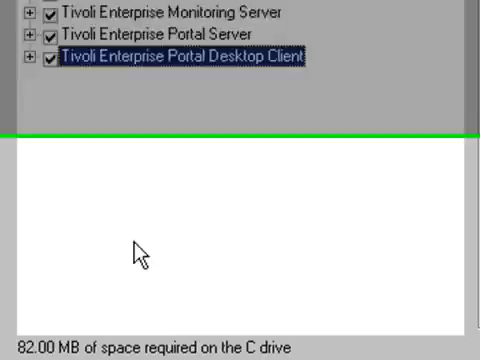 Tivoli Enterprise Monitoring Server
Tivoli Enterprise Portal Server
Tivoli Enterprise Portal Desktop Client
82.00 MB of space required on the C drive